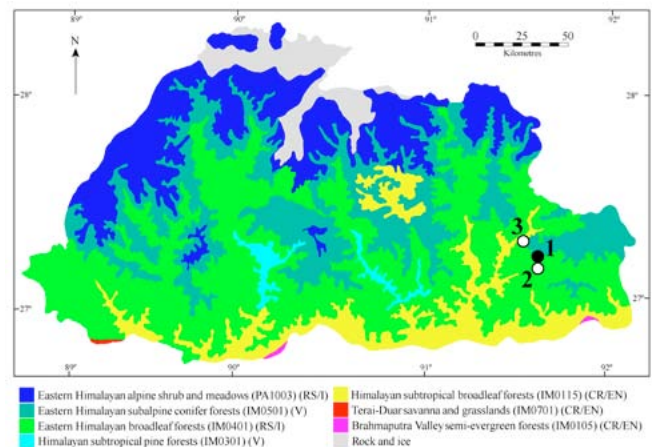 89° 90° 91° 92°
N
0 25 50
Kilometres
28° 28°
3
1
2
27° 27°
89° 90° 91° 92°
Eastern Himalayan alpine shrub and meadows (PA1003) (RS/I)
Eastern Himalayan subalpine conifer forests (IM0501) (V)
Eastern Himalayan broadleaf forests (IM0401) (RS/I)
Himalayan subtropical pine forests (IM0301) (V)
Himalayan subtropical broadleaf forests (IM0115) (CR/EN)
Terai-Duar savanna and grasslands (IM0701) (CR/EN)
Brahmaputra Valley semi-evergreen forests (IM0105) (CR/EN)
Rock and ice